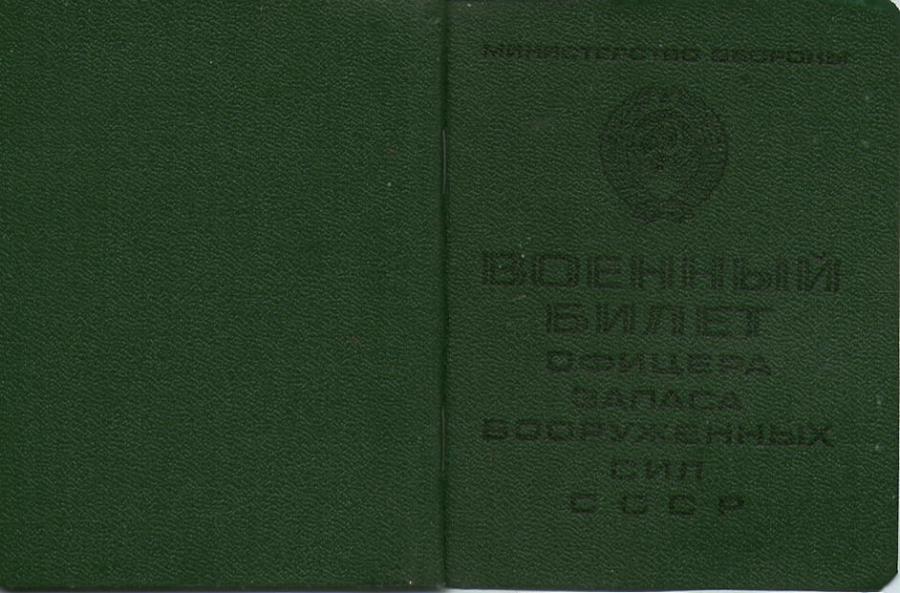 МИНИСТЕРСТВО ОБОРОНЫ
ВОЕННЫЙ
БИЛЕТ
ОФИЦЕРА
ЗАПАСА
ВООРУЖЕННЫХ
СИЛ
СССР